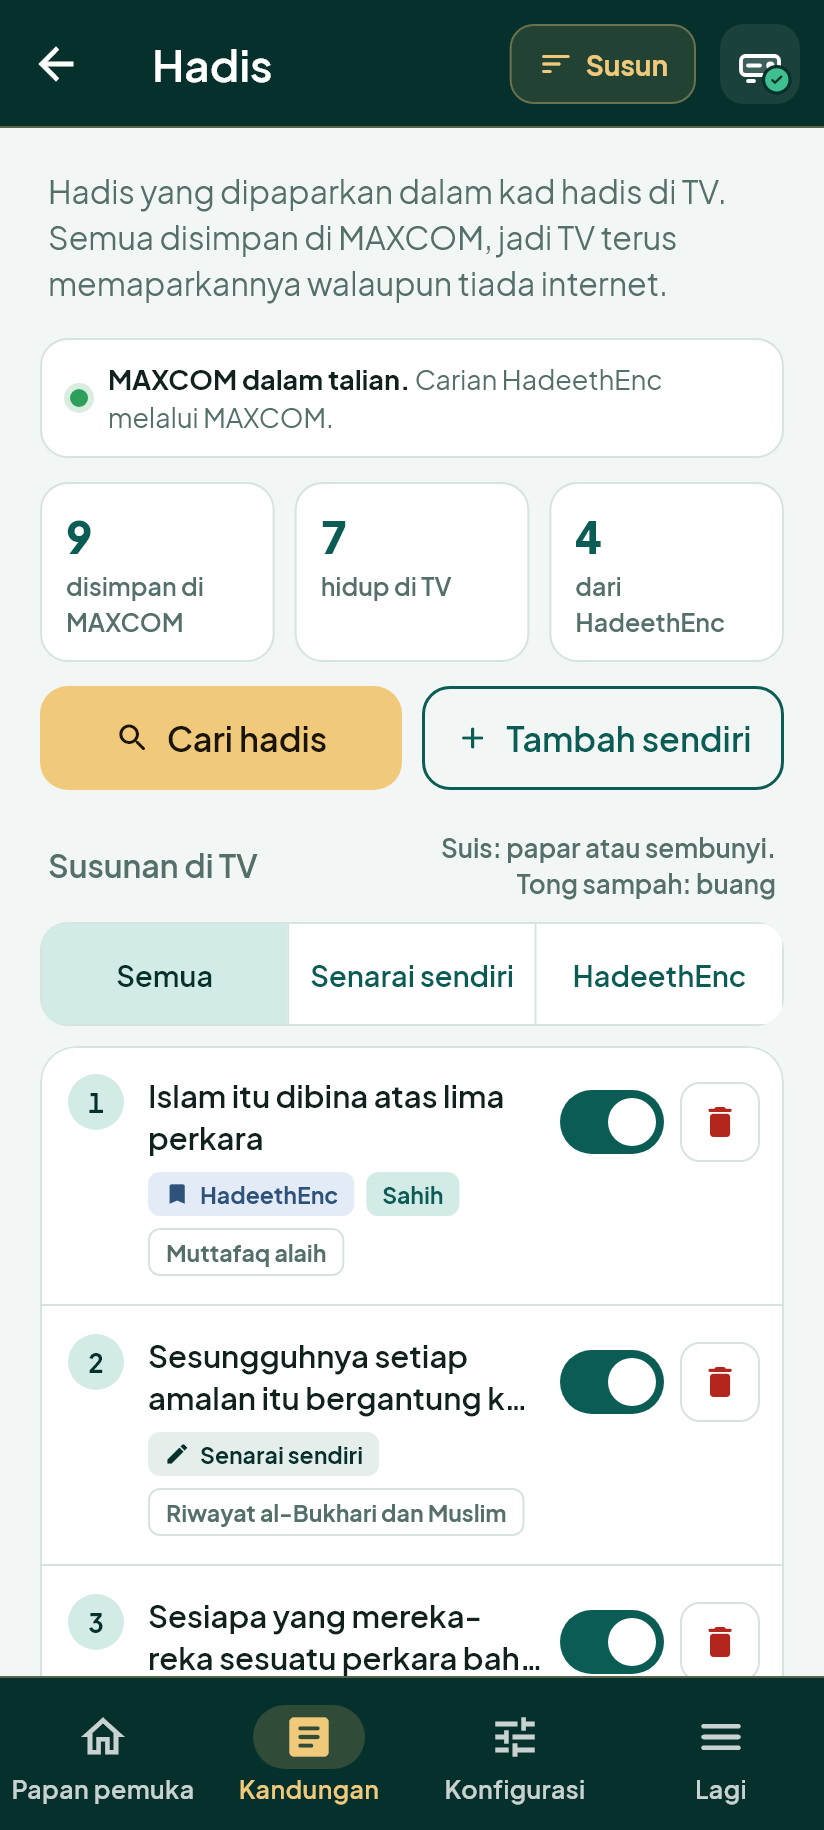 Hadis
Susun
Hadis yang dipaparkan dalam kad hadis di TV.
Semua disimpan di MAXCOM, jadi TV terus
memaparkannya walaupun tiada internet.
MAXCOM dalam talian. Carian HadeethEnc
melalui MAXCOM.
9
disimpan di
MAXCOM
7
hidup di TV
4
dari
HadeethEnc
Cari hadis
Tambah sendiri
Susunan di TV
Suis: papar atau sembunyi.
Tong sampah: buang
Semua
Senarai sendiri
HadeethEnc
1
Islam itu dibina atas lima
perkara
HadeethEnc
Sahih
Muttafaq alaih
2
Sesungguhnya setiap
amalan itu bergantung k...
Senarai sendiri
Riwayat al-Bukhari dan Muslim
3
Sesiapa yang mereka-
reka sesuatu perkara bah...
Papan pemuka
Kandungan
Konfigurasi
Lagi